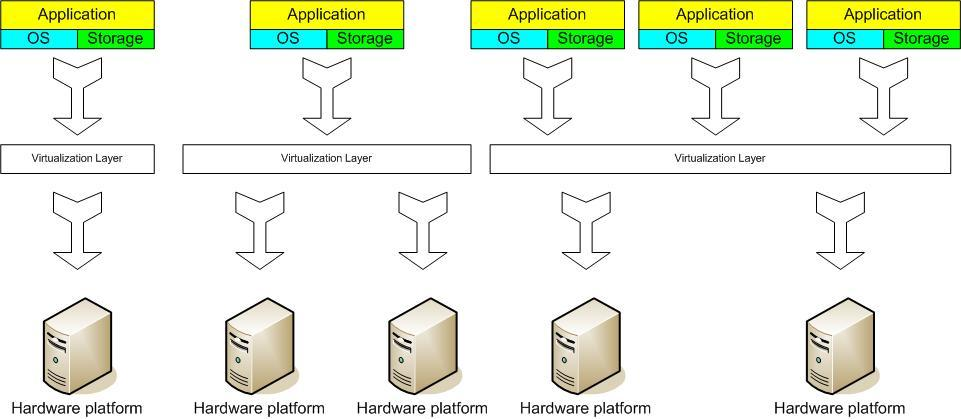 Application
OS Storage
Application
OS Storage
Application
OS Storage
Application
OS Storage
Application
OS Storage
Virtualization Layer
Virtualization Layer
Virtualization Layer
Hardware platform
Hardware platform
Hardware platform
Hardware platform
Hardware platform